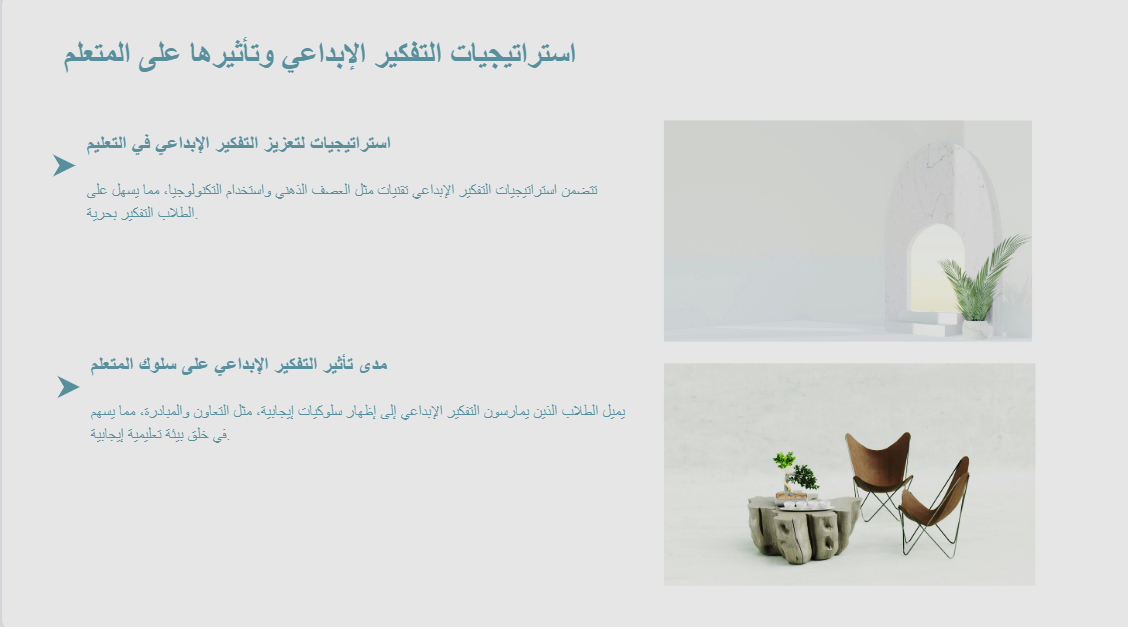 استراتيجيات التفكير الإبداعي وتأثيرها على المتعلم
استراتيجيات لتعزيز التفكير الإبداعي في التعليم
تتضمن استراتيجيات التفكير الإبداعي تقنيات مثل العصف الذهني واستخدام التكنولوجيا، مما يسهل على
الطلاب التفكير بحرية.
مدى تأثير التفكير الإبداعي على سلوك المتعلم
يميل الطلاب الذين يمارسون التفكير الإبداعي إلى إظهار سلوكيات إيجابية، مثل التعاون والمبادرة، مما يسهم
في خلق بيئة تعليمية إيجابية.